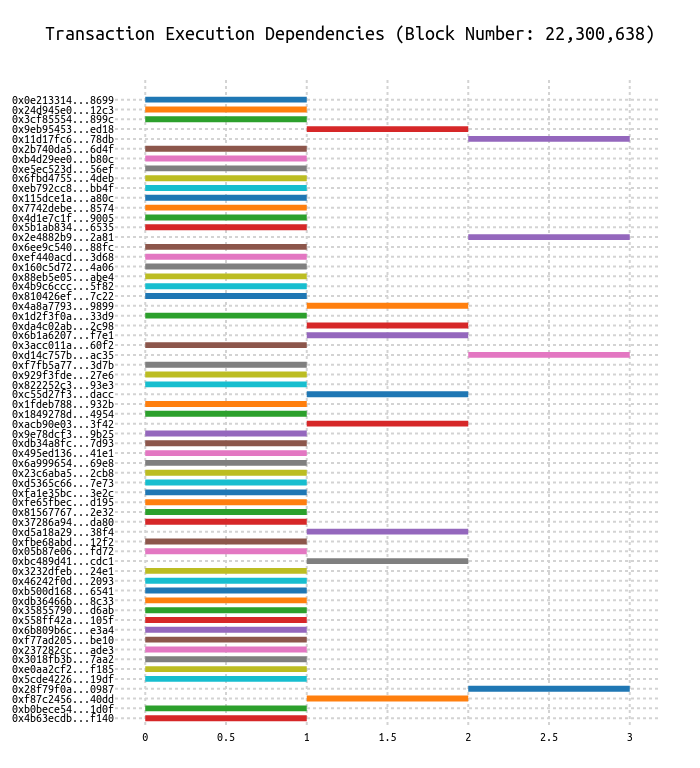 Transaction Execution Dependencies (Block Number: 22,300,638)
0x0e213314...8699
0x24d945e0...12c3
0x3cf85554...899c
0x9eb95453...ed18
0x11d17fc6...78db
0x2b740da5...6d4f
0xb4d29ee0...b80c
0xe5ec523d...56ef
0x6fbd4755...4deb
0xeb792cc8...bb4f
0x115dce1a...a80c
0x7742debe...8574
0x4d1e7c1f...9005
0x5b1ab834...6535
0x2e4882b9...2a81
0x6ee9c540...88fc
0xef440acd...3d68
0x160c5d72...4a06
0x88eb5e05...abe4
0x4b9c6ccc...5f82
0x810426ef...7c22
0x4a8a7793...9899
0x1d2f3f0a...33d9
0xda4c02ab...2c98
0x6b1a6207...f7e1
0x3acc011a...60f2
0xd14c757b...ac35
0xf7fb5a77...3d7b
0x929f3fde...27e6
0x822252c3...93e3
0xc55d27f3...dacc
0x1fdeb788...932b
0x1849278d...4954
0xacb90e03...3f42
0x9e78dcf3...9b25
0xdb34a8fc...7d93
0x495ed136...41e1
0x6a999654...69e8
0x23c6aba5...2cb8
0xd5365c66...7e73
0xfa1e35bc...3e2c
0xfe65fbec...d195
0x81567767...2e32
0x37286a94...da80
0xd5a18a29...38f4
0xfbe68abd...12f2
0x05b87e06...fd72
0xbc489d41...cdc1
0x3232dfeb...24e1
0x46242f0d...2093
0xb500d168...6541
0xdb36466b...8c33
0x35855790...d6ab
0x558ff42a...105f
0x6b809b6c...e3a4
0xf77ad205...be10
0x237282cc...ade3
0x3018fb3b...7aa2
0xe0aa2cf2...f185
0x5cde4226...19df
0x28f79f0a...0987
0xf87c2456...40dd
0xb0bece54...1d0f
0x4b63ecdb...f140
0 0.5 1 1.5 2 2.5 3